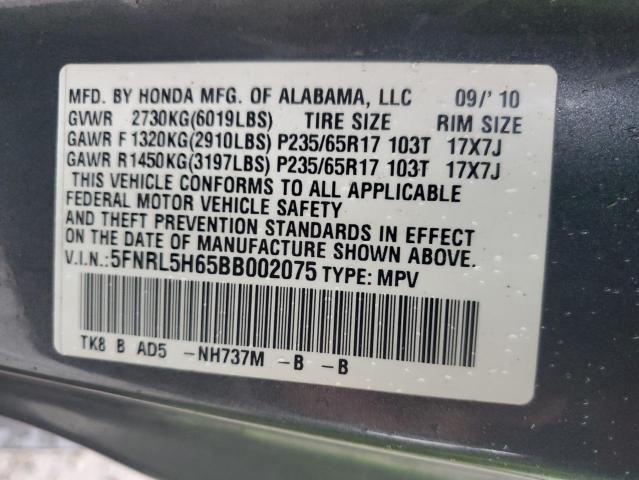 MFD. BY HONDA MFG. OF ALABAMA, LLC 09/'10
GVWR 2730KG(6019LBS) TIRE SIZE RIM SIZE
GAWR F 1320KG(2910LBS) P235/65R17 103T 17X7J
GAWR R1450KG(3197LBS) P235/65R17 103T 17X7J
THIS VEHICLE CONFORMS TO ALL APPLICABLE
FEDERAL MOTOR VEHICLE SAFETY
AND THEFT PREVENTION STANDARDS IN EFFECT
ON THE DATE OF MANUFACTURE SHOWN ABOVE.
V.I.N.:5FNRL5H65BB002075 TYPE: MPV
TK8 B AD5 -NH737M -B -B